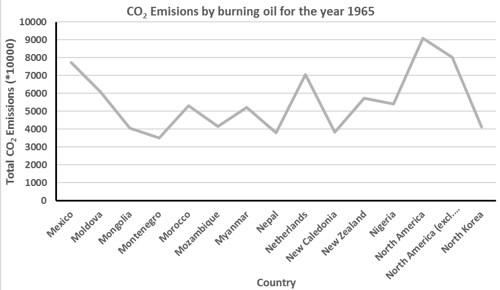 CO₂ Emisions by burning oil for the year 1965
Total CO₂ Emissions (*10000)
10000
9000
8000
7000
6000
5000
4000
3000
2000
1000
0
Mexico
Moldova
Mongolia
Montenegro
Morocco
Mozambique
Myanmar
Nepal
Netherlands
New Caledonia
New Zealand
Nigeria
North America
North America (excl....
North Korea
Country